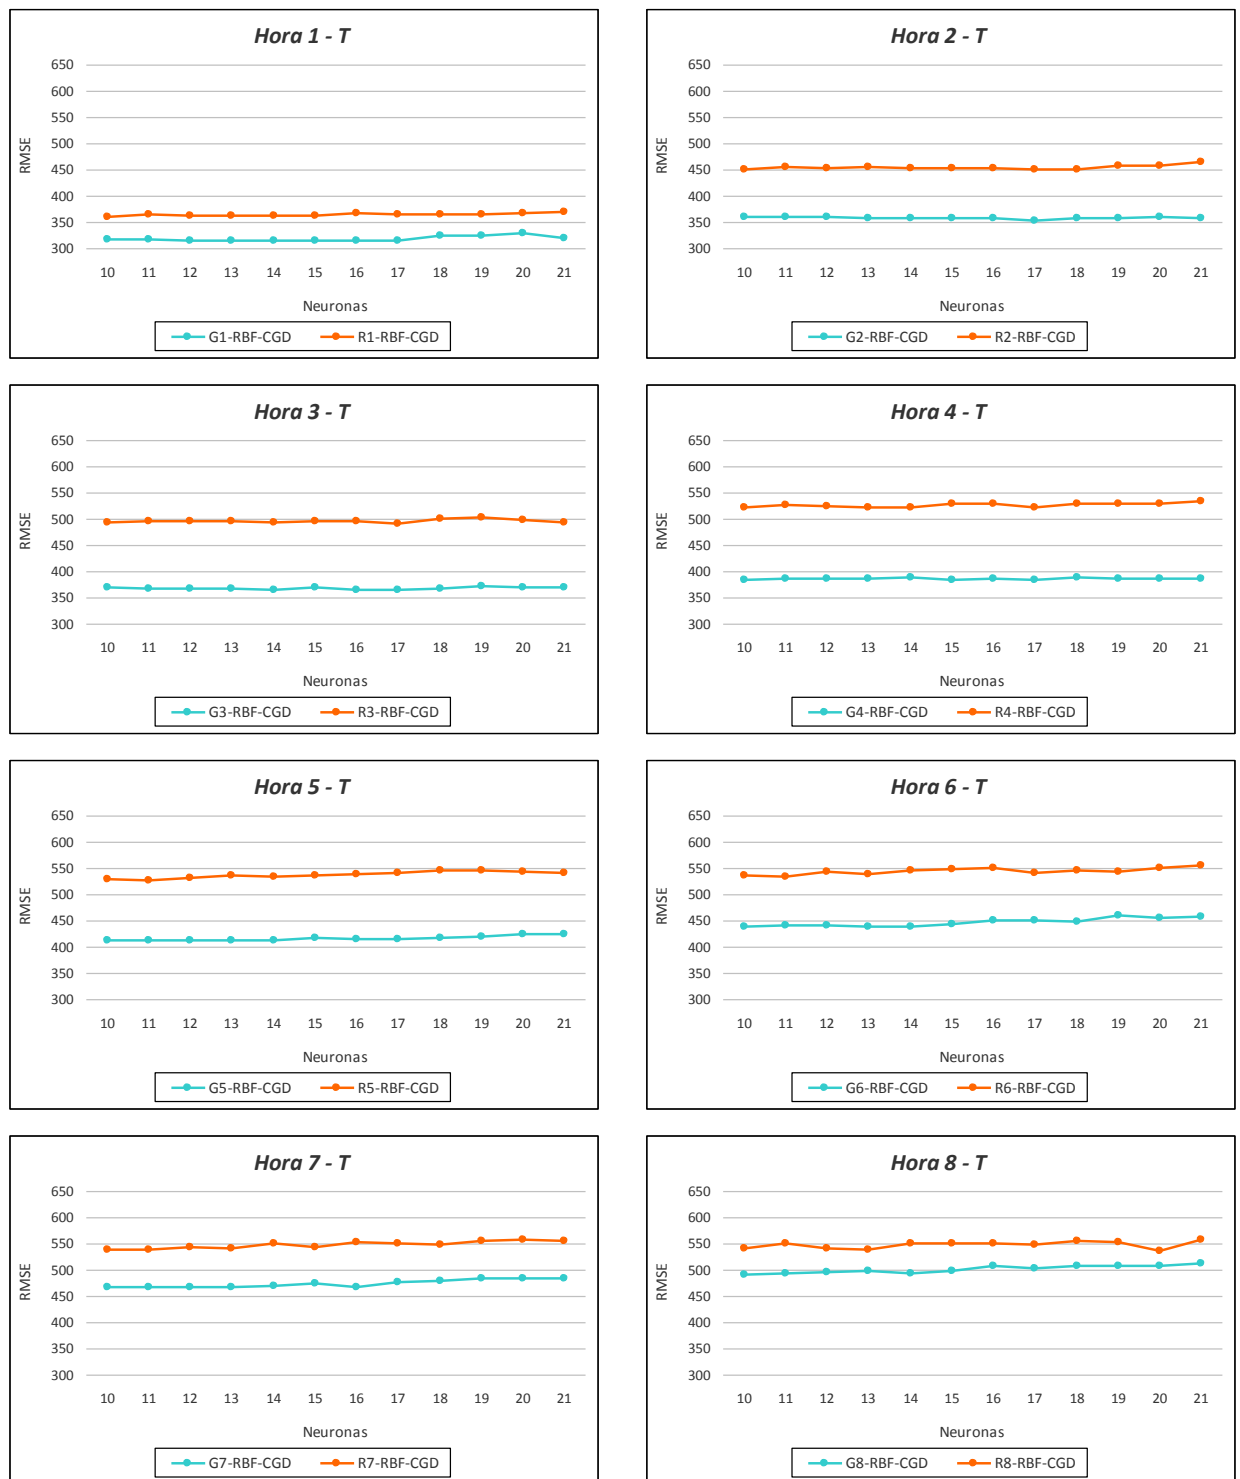 Hora 1 - T
650
600
550
500
450
400
350
300
RMSE
10 11 12 13 14 15 16 17 18 19 20 21
Neuronas
G1-RBF-CGD R1-RBF-CGD
Hora 2 - T
650
600
550
500
450
400
350
300
RMSE
10 11 12 13 14 15 16 17 18 19 20 21
Neuronas
G2-RBF-CGD R2-RBF-CGD
Hora 3 - T
650
600
550
500
450
400
350
300
RMSE
10 11 12 13 14 15 16 17 18 19 20 21
Neuronas
G3-RBF-CGD R3-RBF-CGD
Hora 4 - T
650
600
550
500
450
400
350
300
RMSE
10 11 12 13 14 15 16 17 18 19 20 21
Neuronas
G4-RBF-CGD R4-RBF-CGD
Hora 5 - T
650
600
550
500
450
400
350
300
RMSE
10 11 12 13 14 15 16 17 18 19 20 21
Neuronas
G5-RBF-CGD R5-RBF-CGD
Hora 6 - T
650
600
550
500
450
400
350
300
RMSE
10 11 12 13 14 15 16 17 18 19 20 21
Neuronas
G6-RBF-CGD R6-RBF-CGD
Hora 7 - T
650
600
550
500
450
400
350
300
RMSE
10 11 12 13 14 15 16 17 18 19 20 21
Neuronas
G7-RBF-CGD R7-RBF-CGD
Hora 8 - T
650
600
550
500
450
400
350
300
RMSE
10 11 12 13 14 15 16 17 18 19 20 21
Neuronas
G8-RBF-CGD R8-RBF-CGD